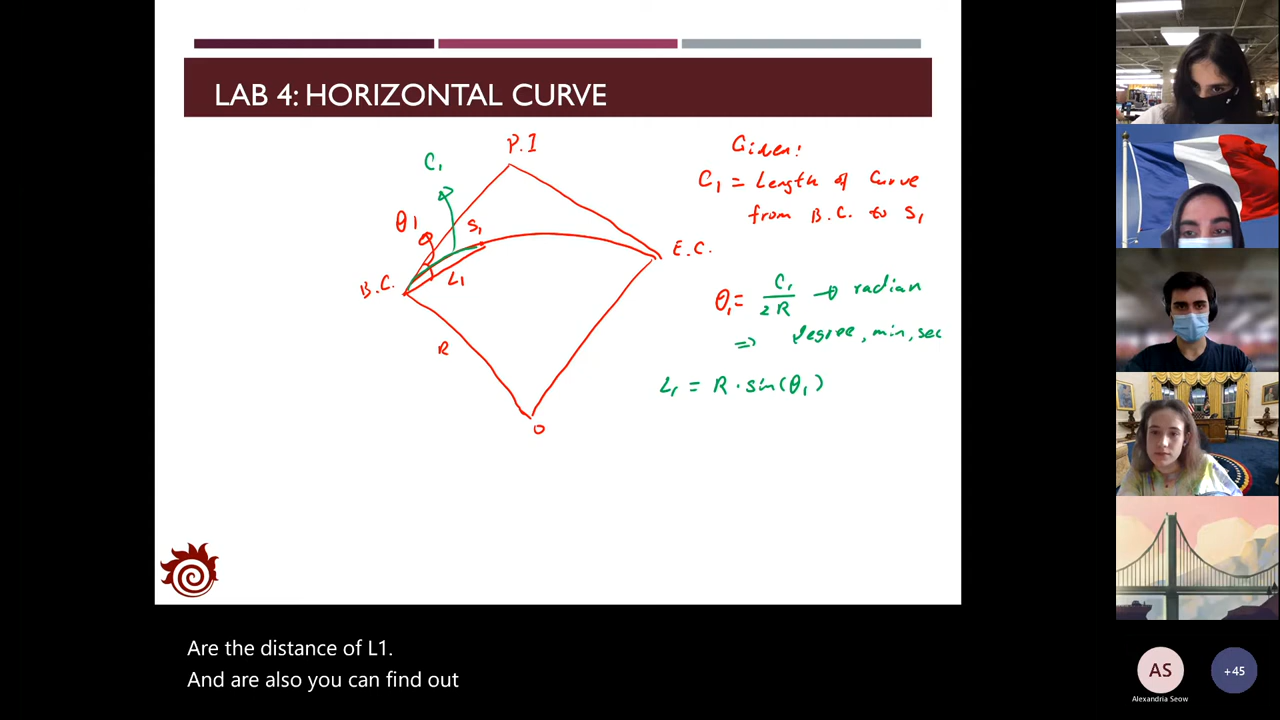 LAB 4: HORIZONTAL CURVE
P.I
C1
θ1
S1
L1
B.C.
E.C.
R
O
Given:
C1 = Length of Curve
from B.C. to S1
θ1 = C1/2R → radian
⇒ degree, min, sec
L1 = R · sin(θ1)
Are the distance of L1.
And are also you can find out
AS
Alexandria Seow
+45